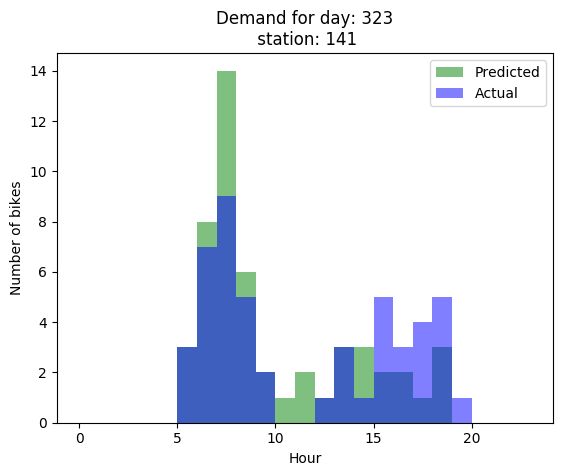 Demand for day: 323
station: 141
Predicted
Actual
Number of bikes
14
12
10
8
6
4
2
0
0 5 10 15 20
Hour